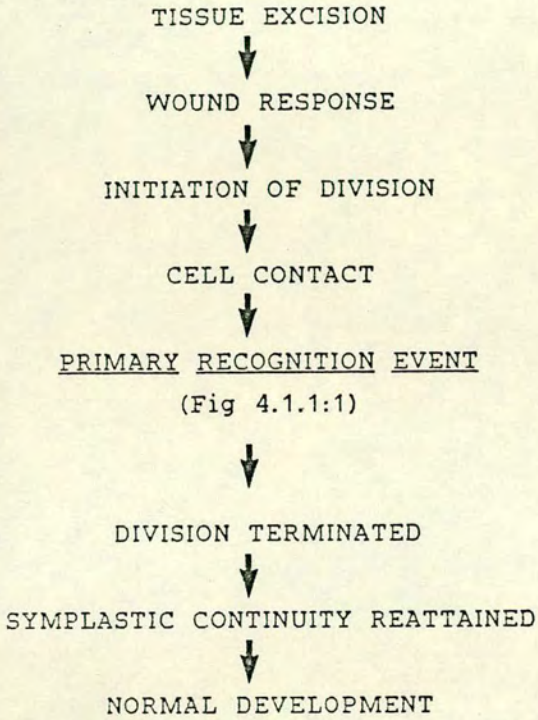 TISSUE EXCISION
WOUND RESPONSE
INITIATION OF DIVISION
CELL CONTACT
PRIMARY RECOGNITION EVENT
(Fig 4.1.1:1)
DIVISION TERMINATED
SYMPLASTIC CONTINUITY REATTAINED
NORMAL DEVELOPMENT